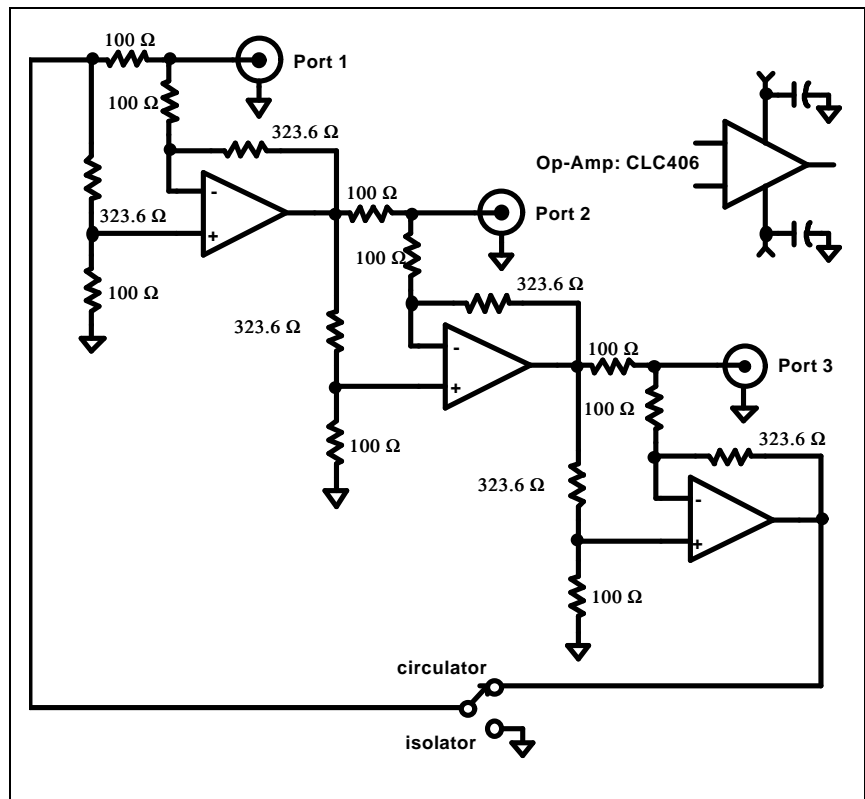 100 Ω
Port 1
100 Ω
323.6 Ω
Op-Amp: CLC406
-
100 Ω
Port 2
323.6 Ω
+
100 Ω
100 Ω
323.6 Ω
323.6 Ω
-
100 Ω
Port 3
+
100 Ω
323.6 Ω
100 Ω
323.6 Ω
-
+
100 Ω
circulator
isolator